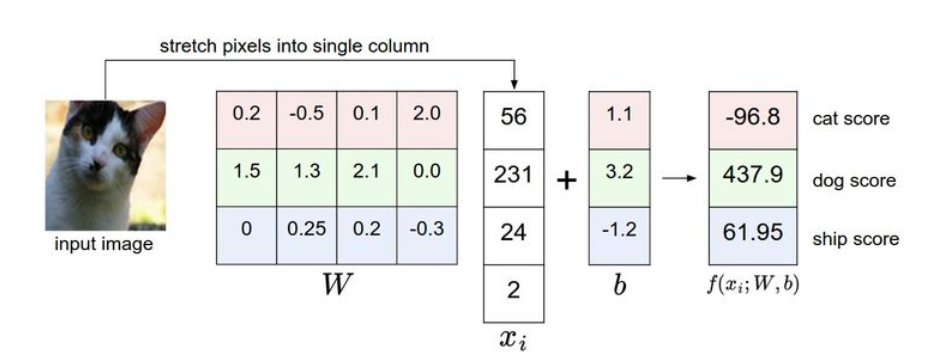 stretch pixels into single column
0.2 -0.5 0.1 2.0 56 1.1 -96.8 cat score
1.5 1.3 2.1 0.0 231 + 3.2 437.9 dog score
0 0.25 0.2 -0.3 24 -1.2 61.95 ship score
input image
W b f(xᵢ; W, b)
2
xᵢ